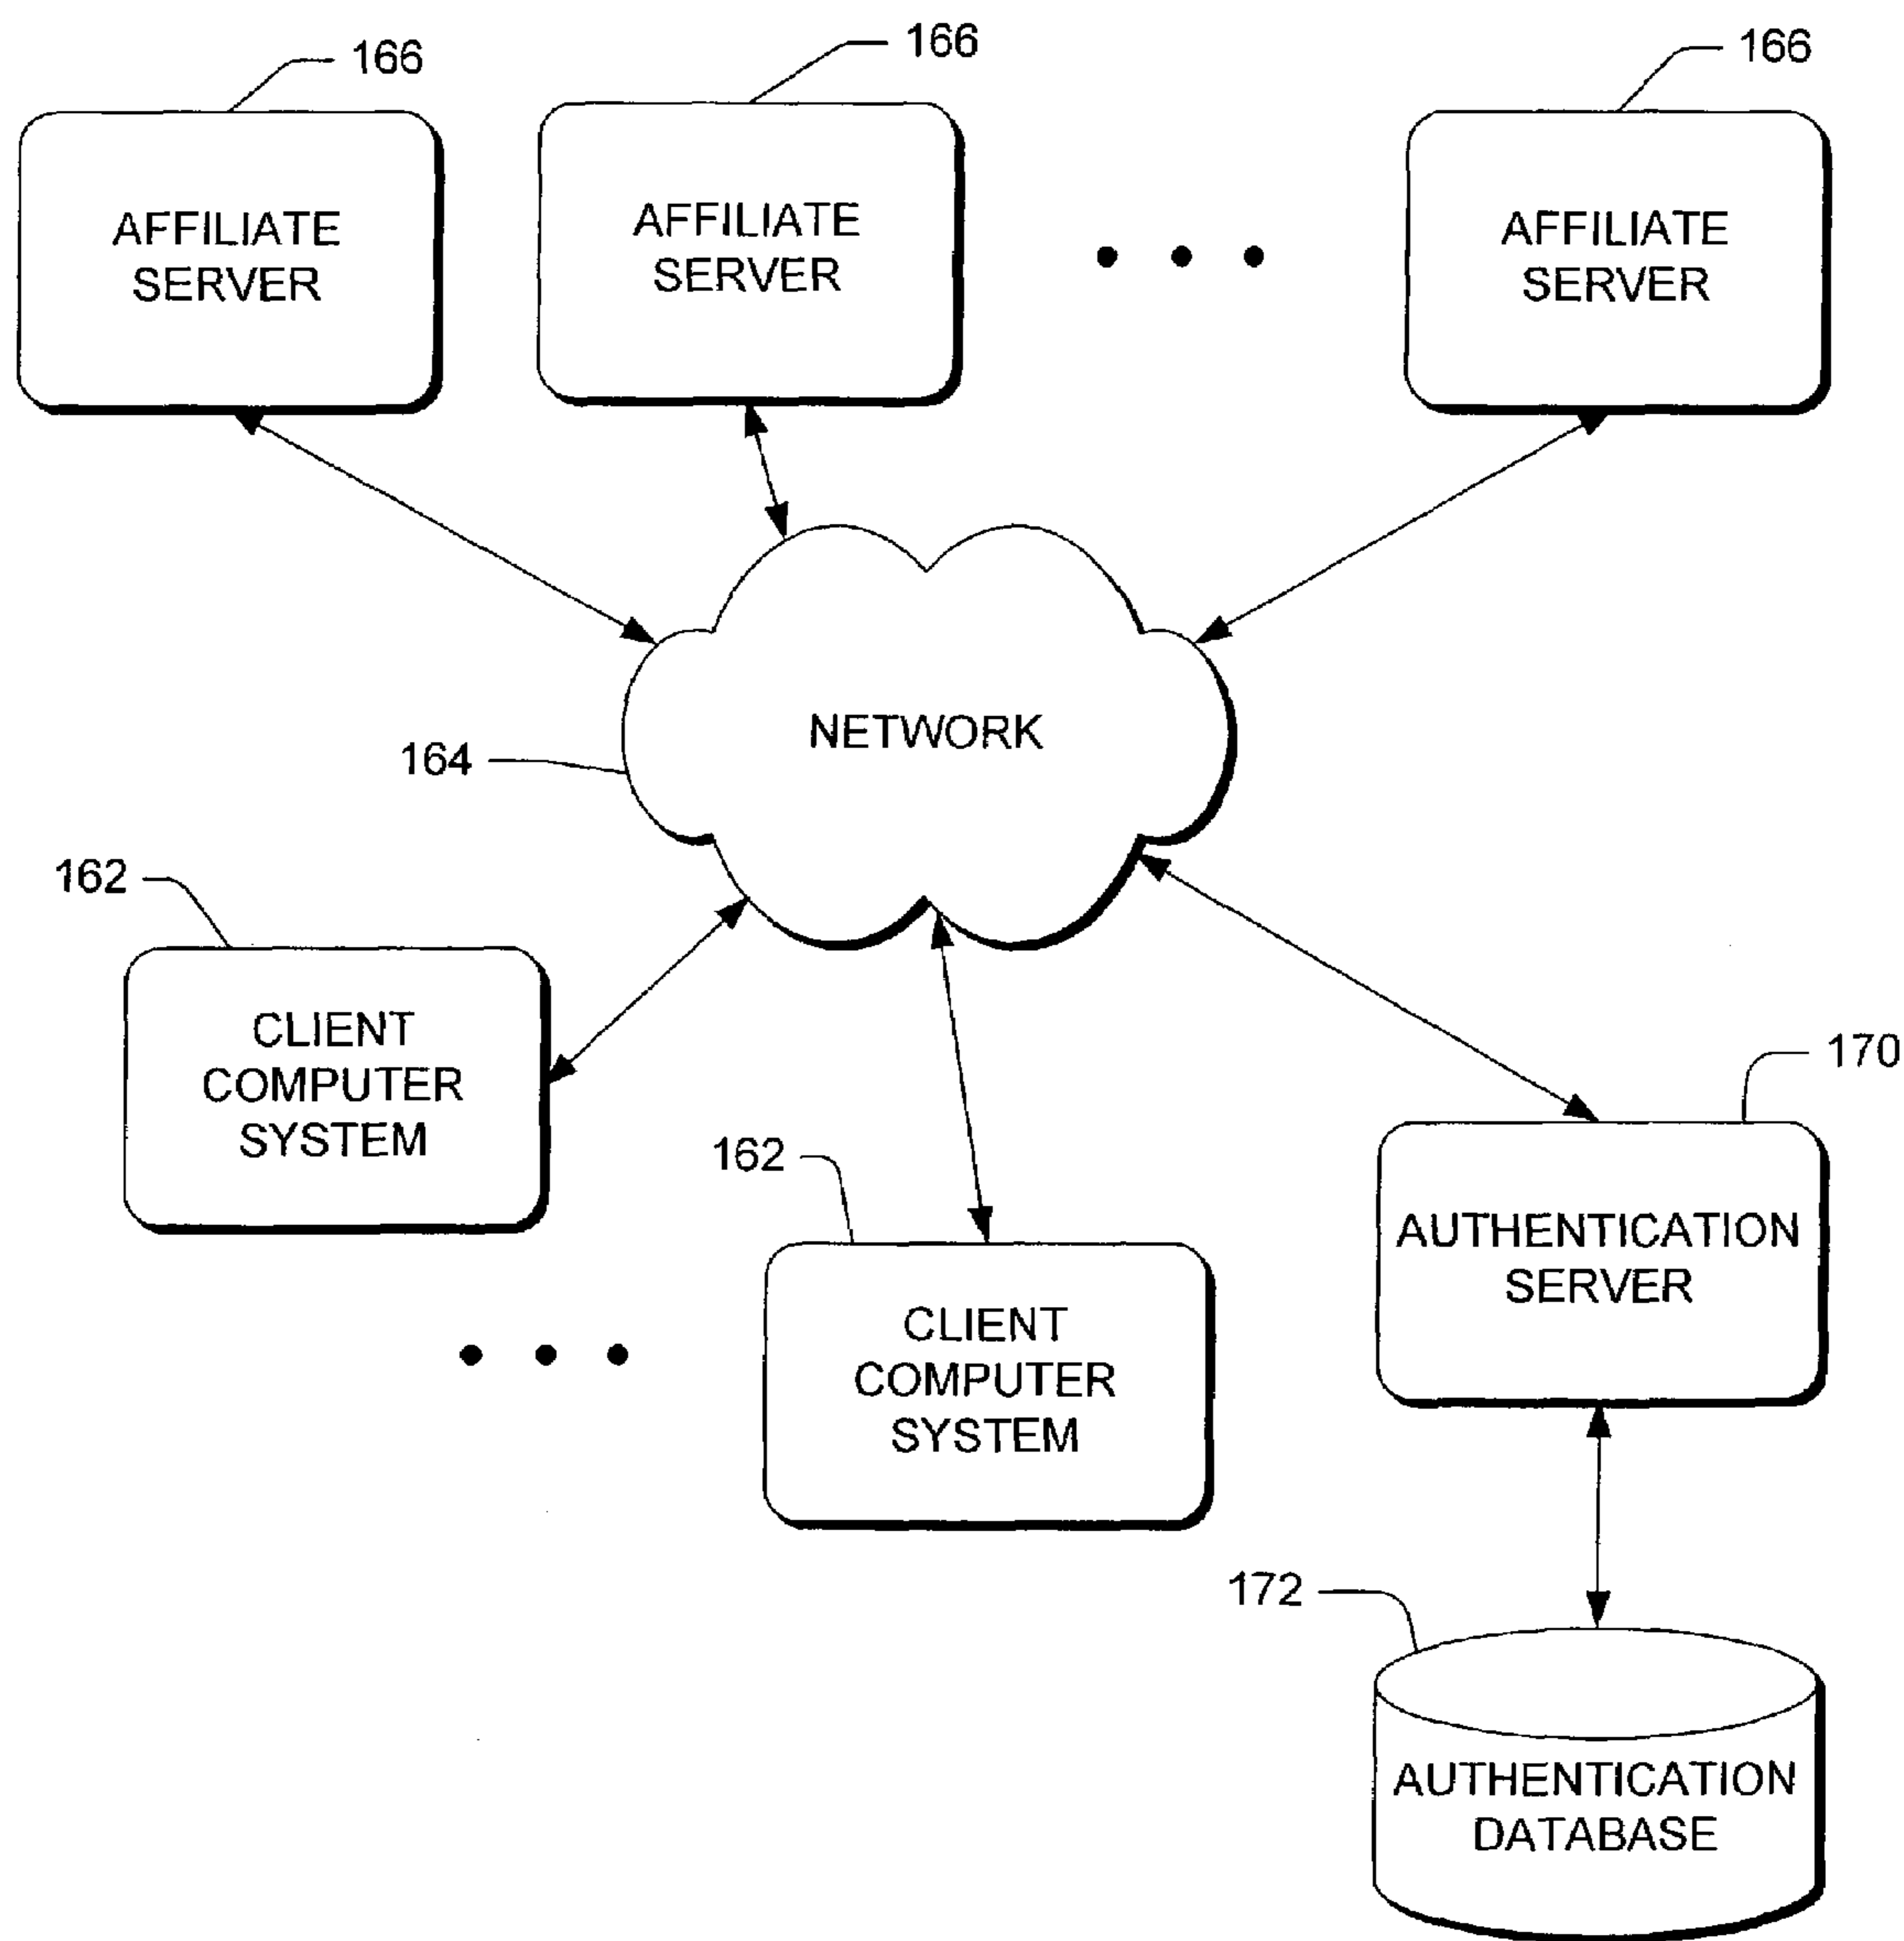 166
166
166
AFFILIATE
SERVER
AFFILIATE
SERVER
AFFILIATE
SERVER
NETWORK
164
162
CLIENT
COMPUTER
SYSTEM
170
162
AUTHENTICATION
SERVER
CLIENT
COMPUTER
SYSTEM
172
AUTHENTICATION
DATABASE